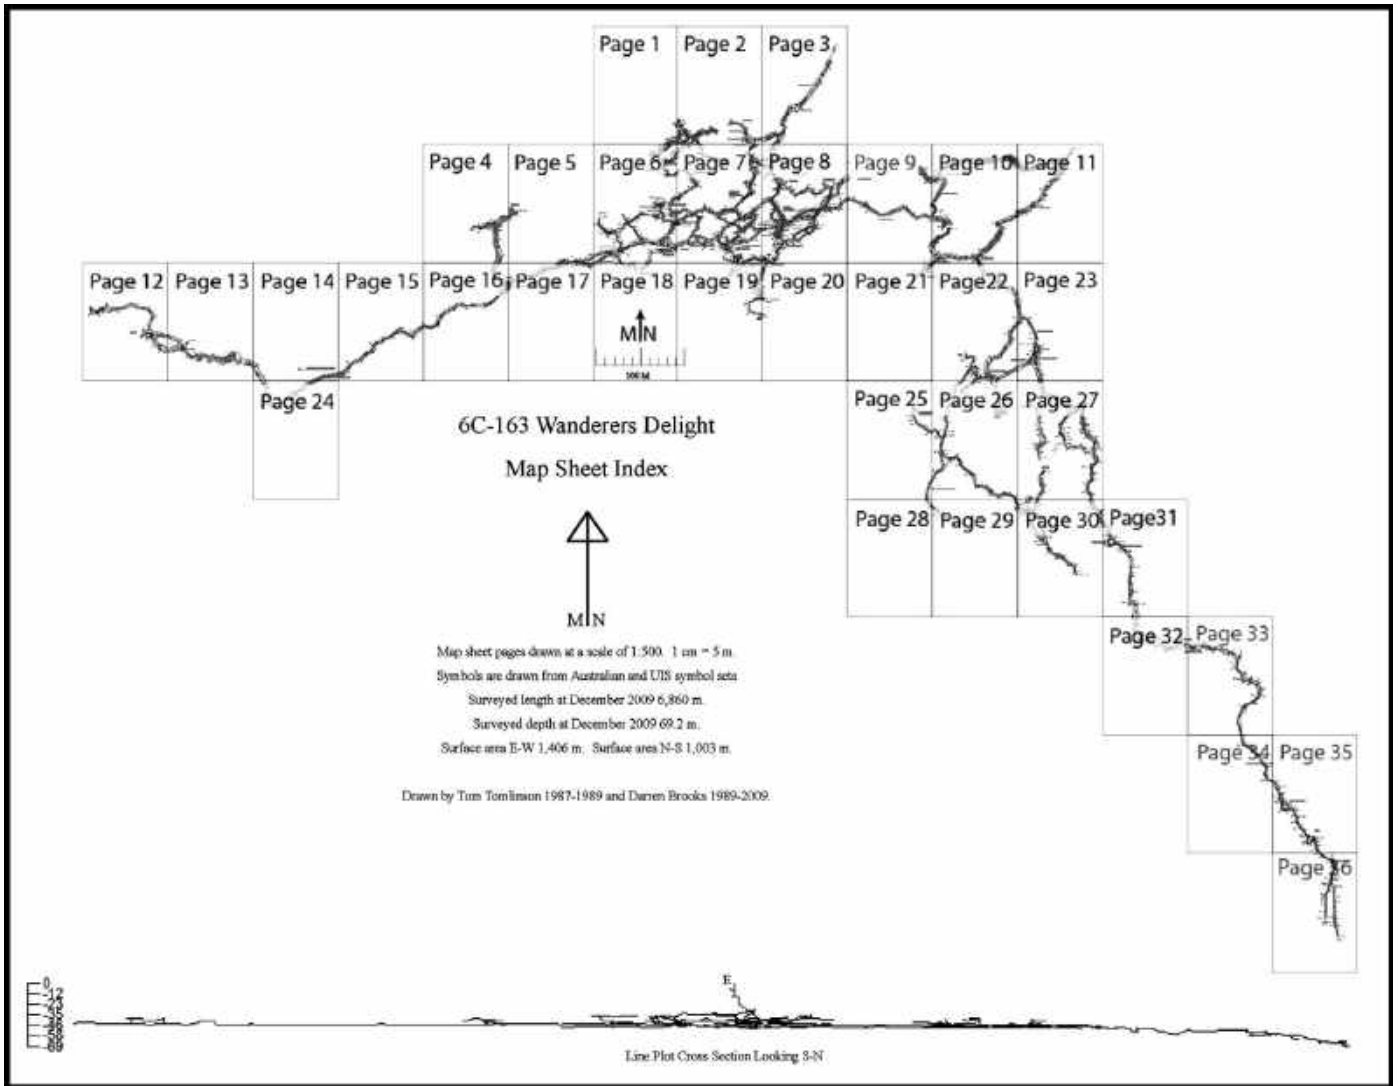 Page 1 Page 2 Page 3
Page 4 Page 5 Page 6 Page 7 Page 8 Page 9 Page 10 Page 11
Page 12 Page 13 Page 14 Page 15 Page 16 Page 17 Page 18 Page 19 Page 20 Page 21 Page22 Page 23
M N
100 M
Page 24
Page 25 Page 26 Page 27
6C-163 Wanderers Delight
Map Sheet Index
Page 28 Page 29 Page 30 Page31
M N
Page 32 Page 33
Map sheet pages drawn at a scale of 1:500. 1 cm = 5 m.
Symbols are drawn from Australian and UIS symbol sets
Surveyed length at December 2009 6,860 m.
Surveyed depth at December 2009 69.2 m.
Surface area E-W 1,406 m. Surface area N-S 1,003 m.
Page 34 Page 35
Drawn by Tom Tomlinson 1987-1989 and Darren Brooks 1989-2009.
Page 36
E
0
-12
Line Plot Cross Section Looking S-N